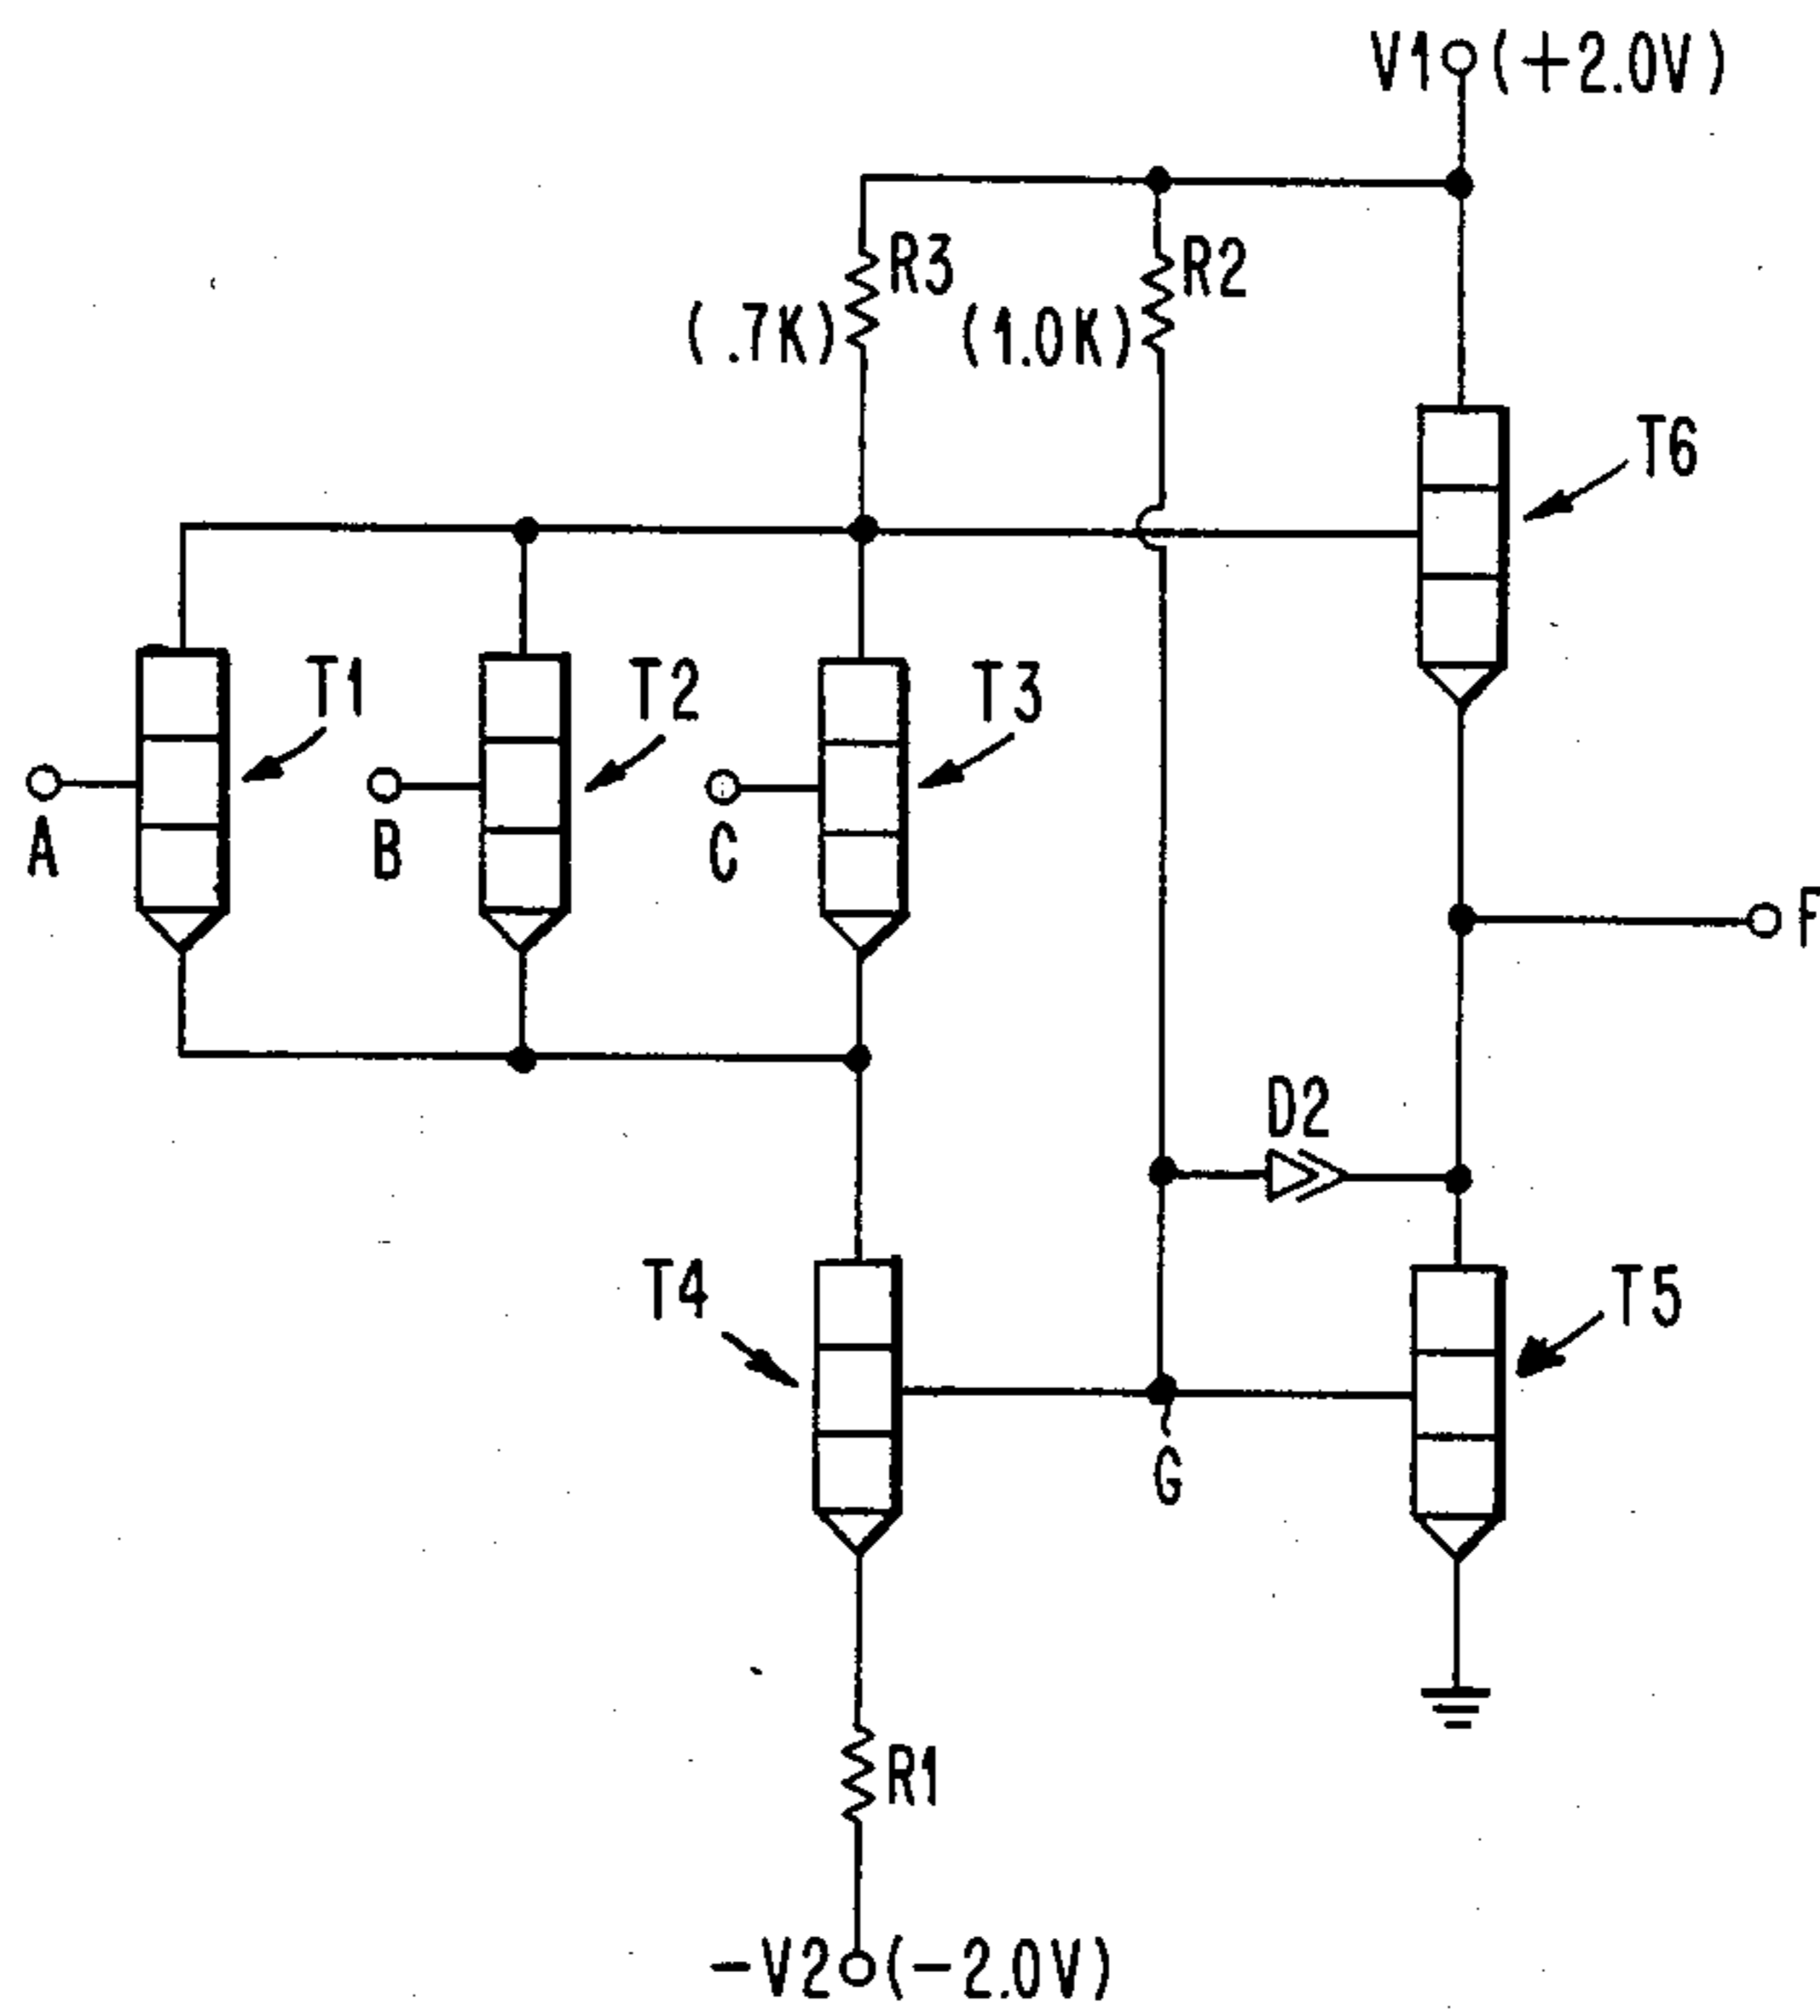 V1 (+2.0V)
R3
(.7K)
R2
(1.0K)
T6
T1
T2
T3
A
B
C
F
D2
T4
T5
G
R1
-V2 (-2.0V)